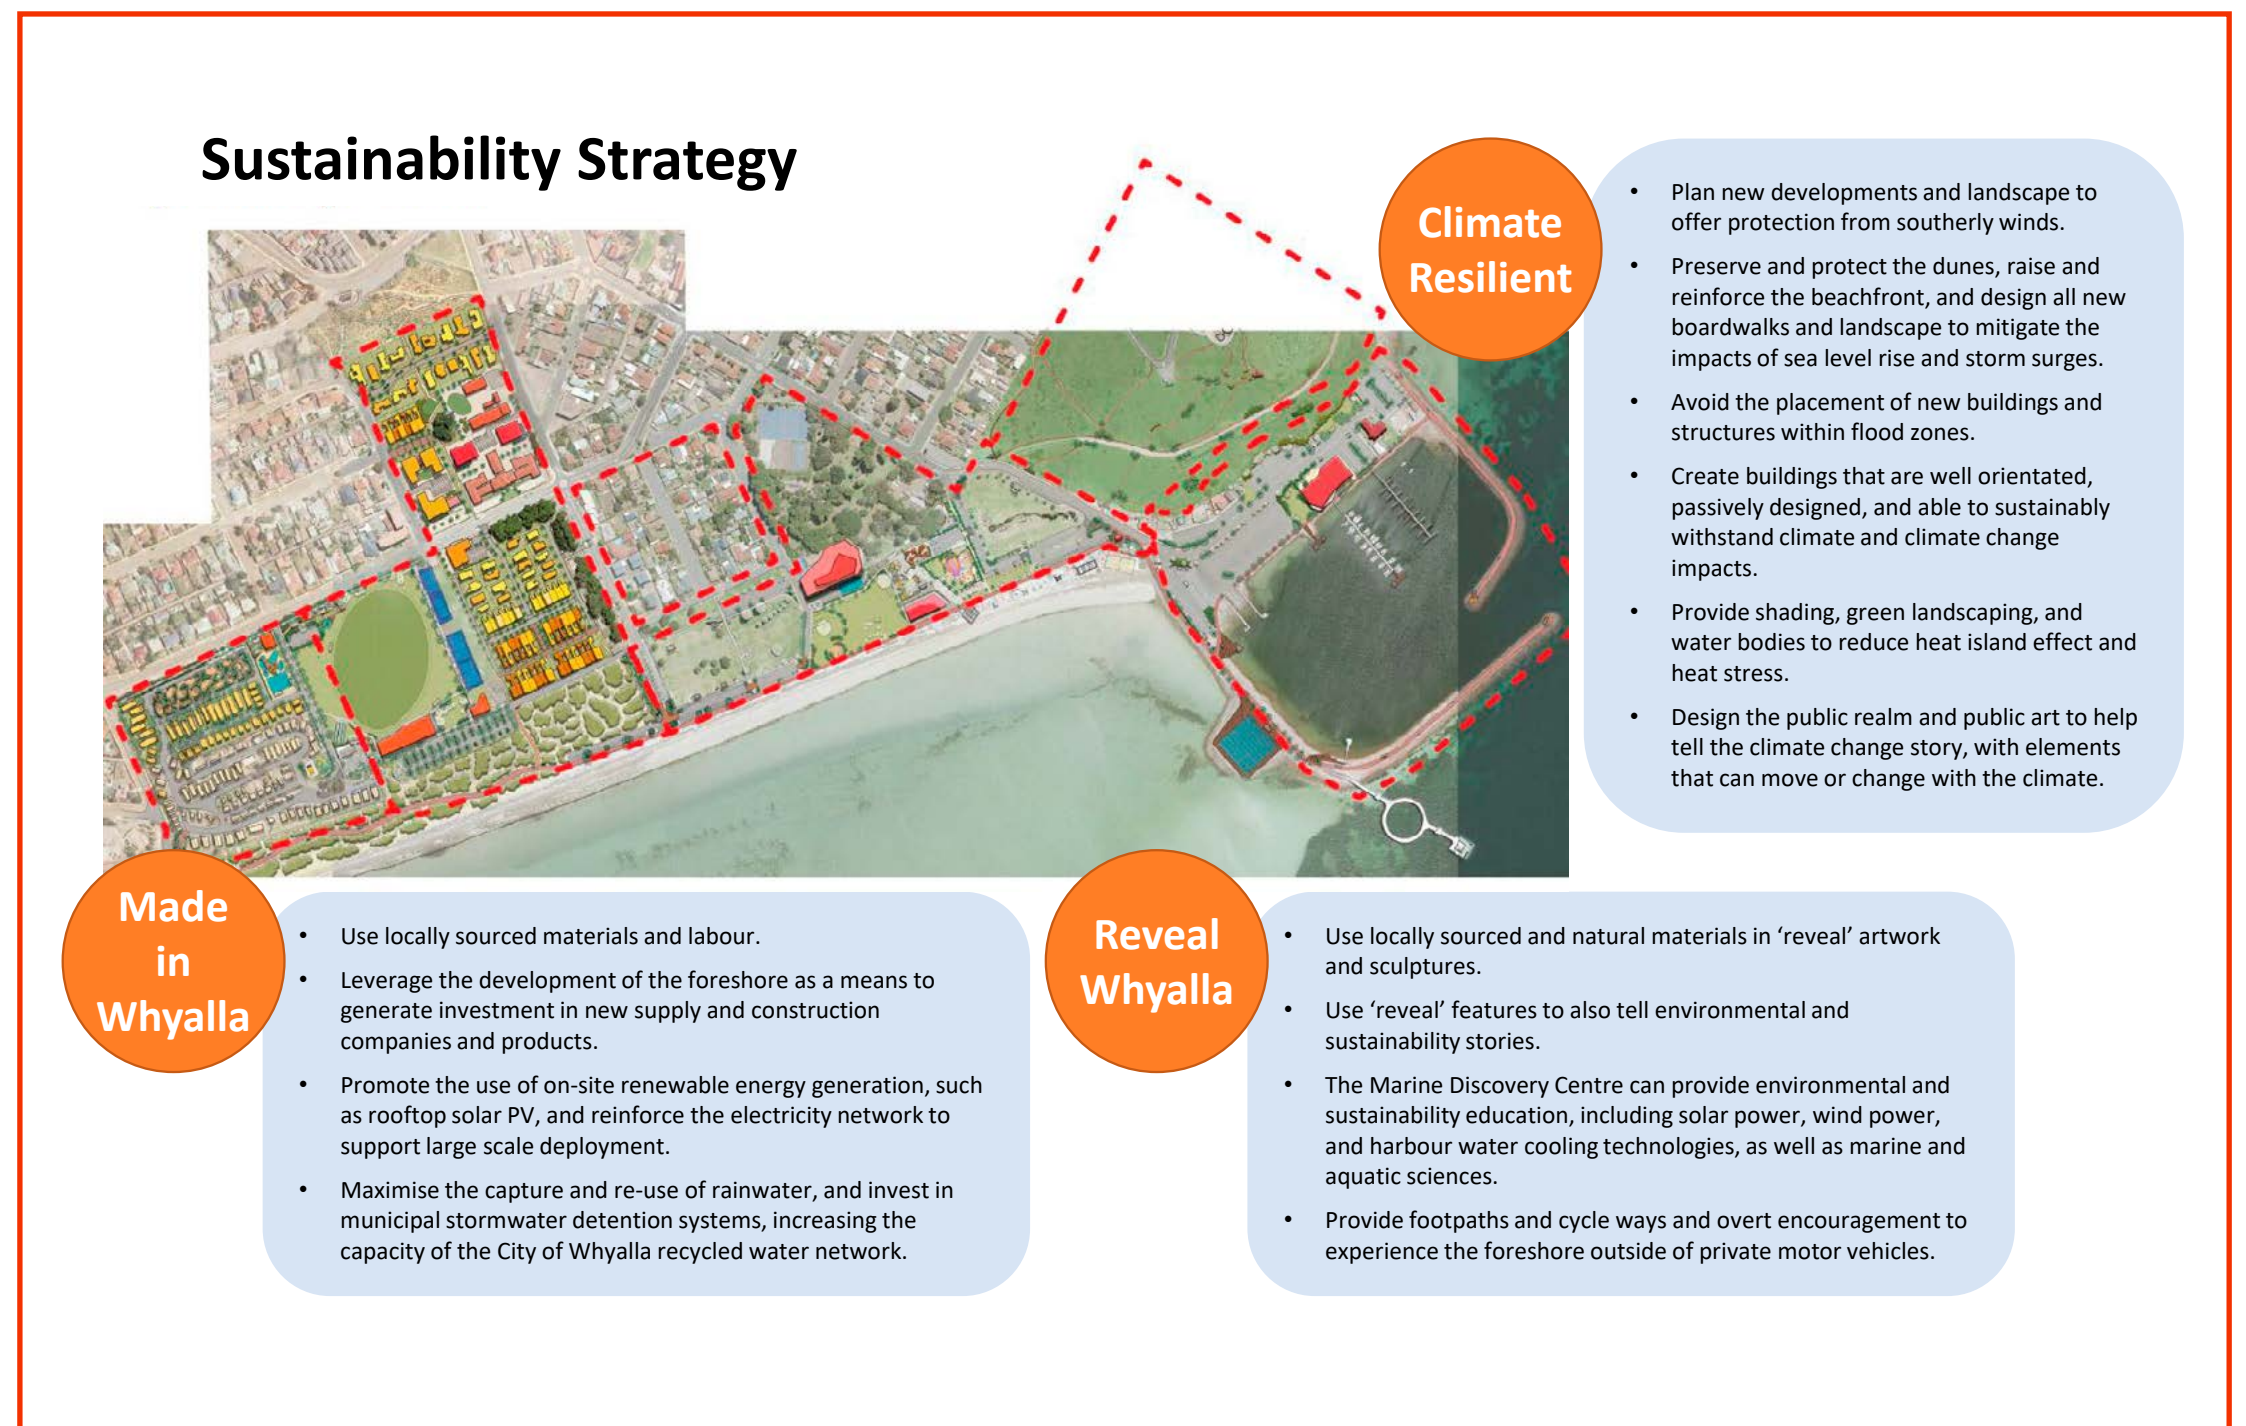 Sustainability Strategy
Climate
Resilient
• Plan new developments and landscape to
offer protection from southerly winds.
• Preserve and protect the dunes, raise and
reinforce the beachfront, and design all new
boardwalks and landscape to mitigate the
impacts of sea level rise and storm surges.
• Avoid the placement of new buildings and
structures within flood zones.
• Create buildings that are well orientated,
passively designed, and able to sustainably
withstand climate and climate change
impacts.
• Provide shading, green landscaping, and
water bodies to reduce heat island effect and
heat stress.
• Design the public realm and public art to help
tell the climate change story, with elements
that can move or change with the climate.
Made
in
Whyalla
• Use locally sourced materials and labour.
• Leverage the development of the foreshore as a means to
generate investment in new supply and construction
companies and products.
• Promote the use of on-site renewable energy generation, such
as rooftop solar PV, and reinforce the electricity network to
support large scale deployment.
• Maximise the capture and re-use of rainwater, and invest in
municipal stormwater detention systems, increasing the
capacity of the City of Whyalla recycled water network.
Reveal
Whyalla
• Use locally sourced and natural materials in ‘reveal’ artwork
and sculptures.
• Use ‘reveal’ features to also tell environmental and
sustainability stories.
• The Marine Discovery Centre can provide environmental and
sustainability education, including solar power, wind power,
and harbour water cooling technologies, as well as marine and
aquatic sciences.
• Provide footpaths and cycle ways and overt encouragement to
experience the foreshore outside of private motor vehicles.